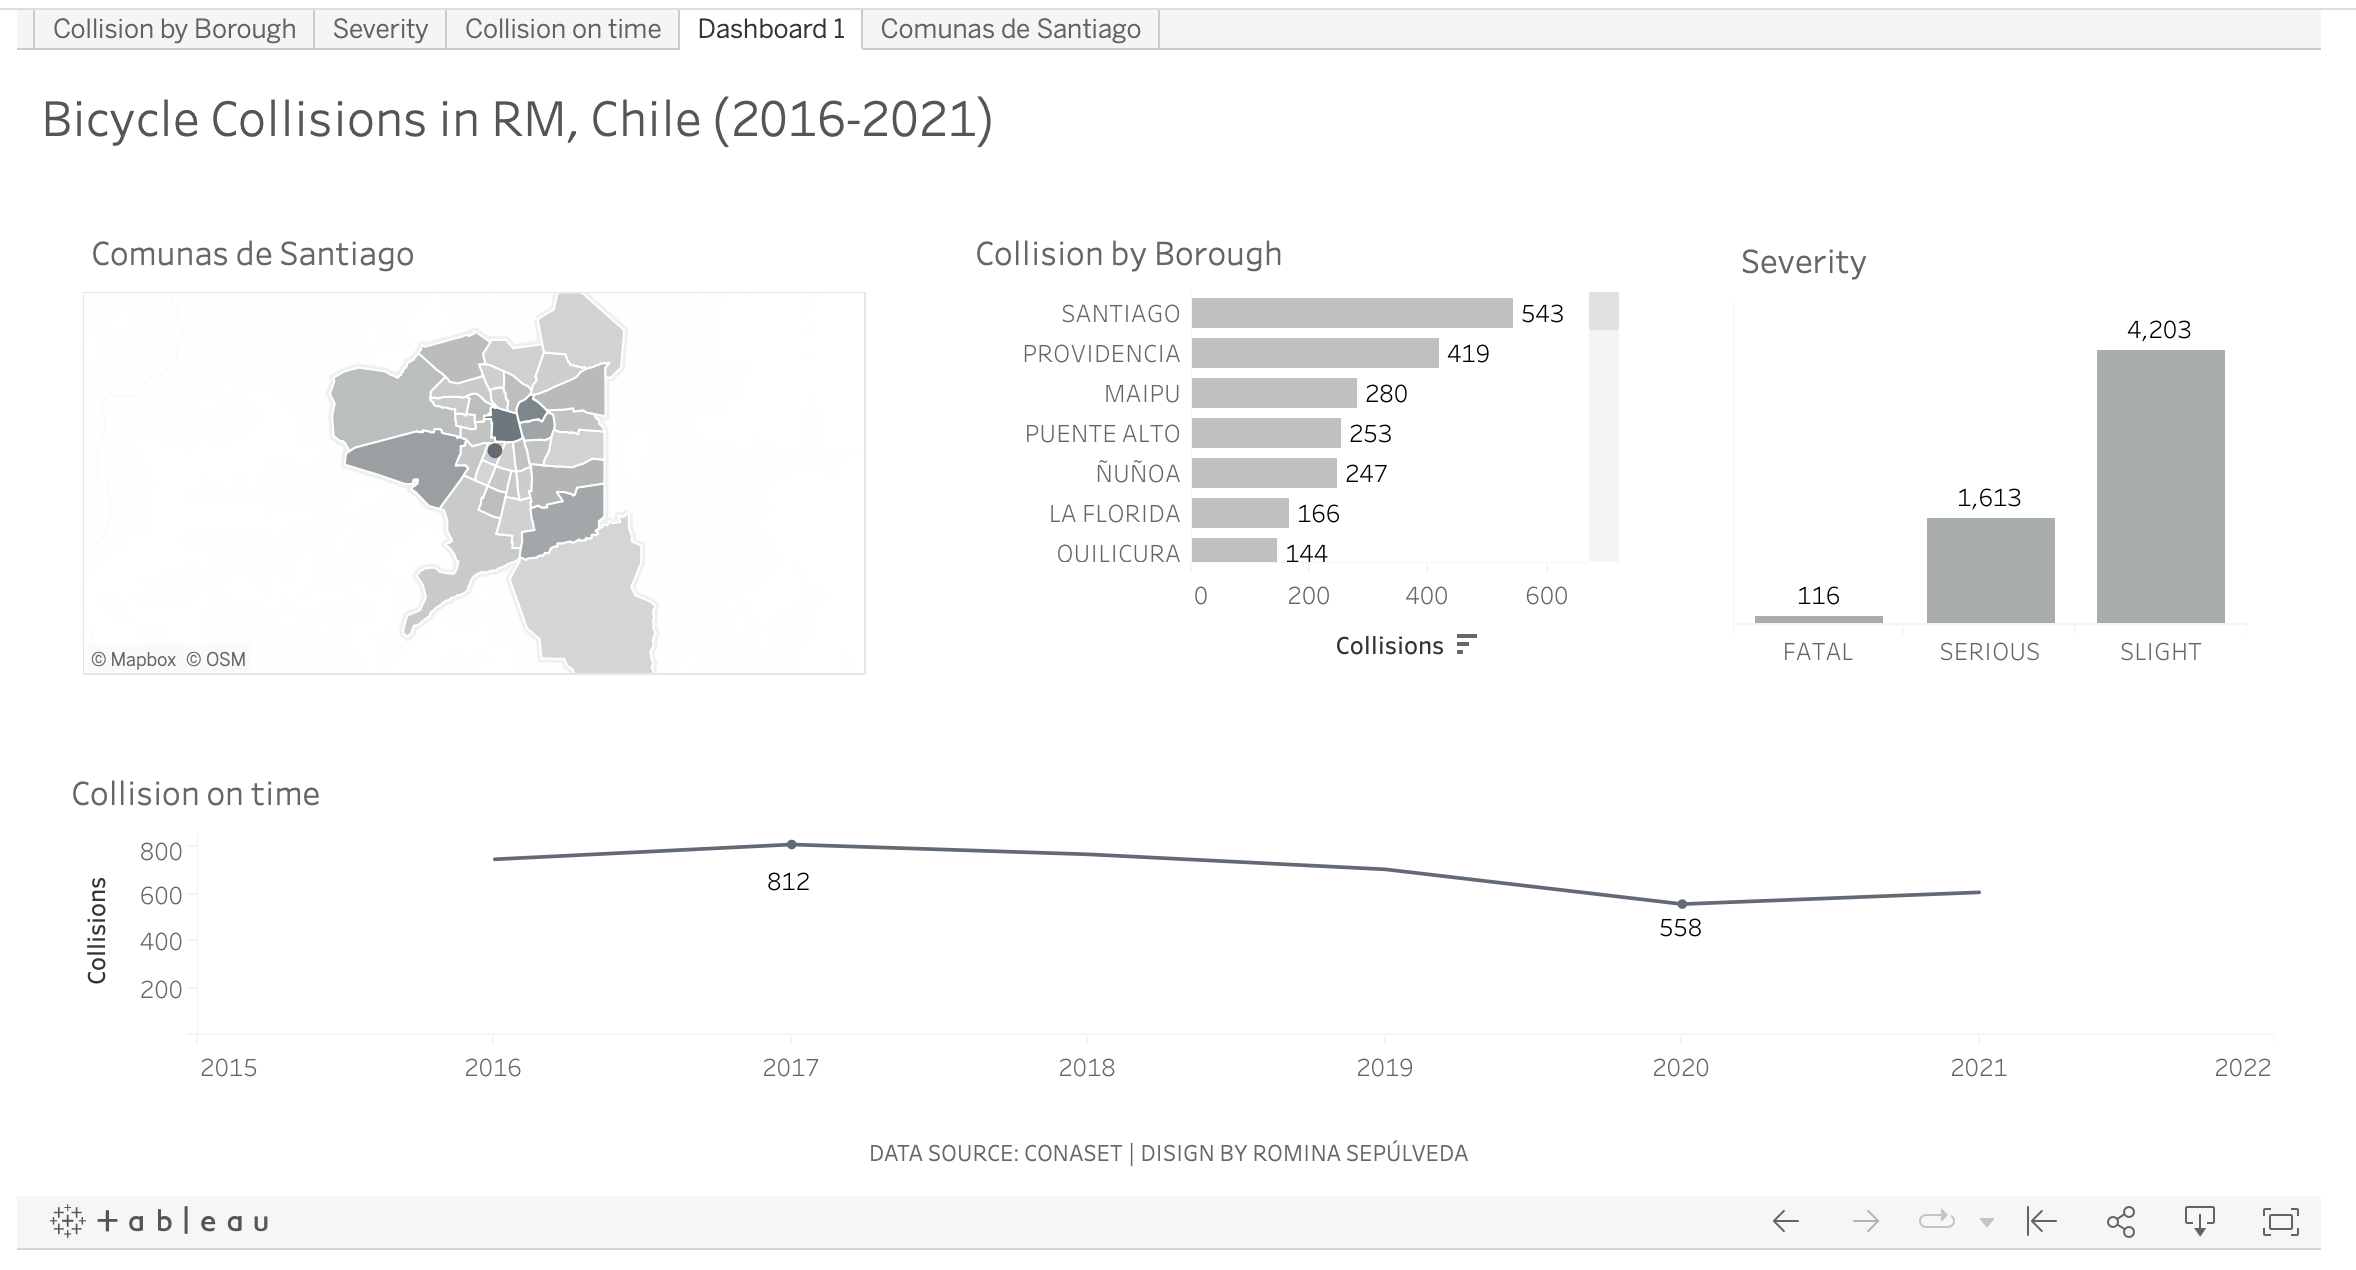 Collision by Borough
Severity
Collision on time
Dashboard 1
Comunas de Santiago
Bicycle Collisions in RM, Chile (2016-2021)
Comunas de Santiago
© Mapbox © OSM
Collision by Borough
SANTIAGO 543
PROVIDENCIA 419
MAIPU 280
PUENTE ALTO 253
ÑUÑOA 247
LA FLORIDA 166
QUILICURA 144
0 200 400 600
Collisions
Severity
116 1,613 4,203
FATAL SERIOUS SLIGHT
Collision on time
Collisions
800
600
400
200
812
558
2015 2016 2017 2018 2019 2020 2021 2022
DATA SOURCE: CONASET | DISIGN BY ROMINA SEPÚLVEDA
+ableau